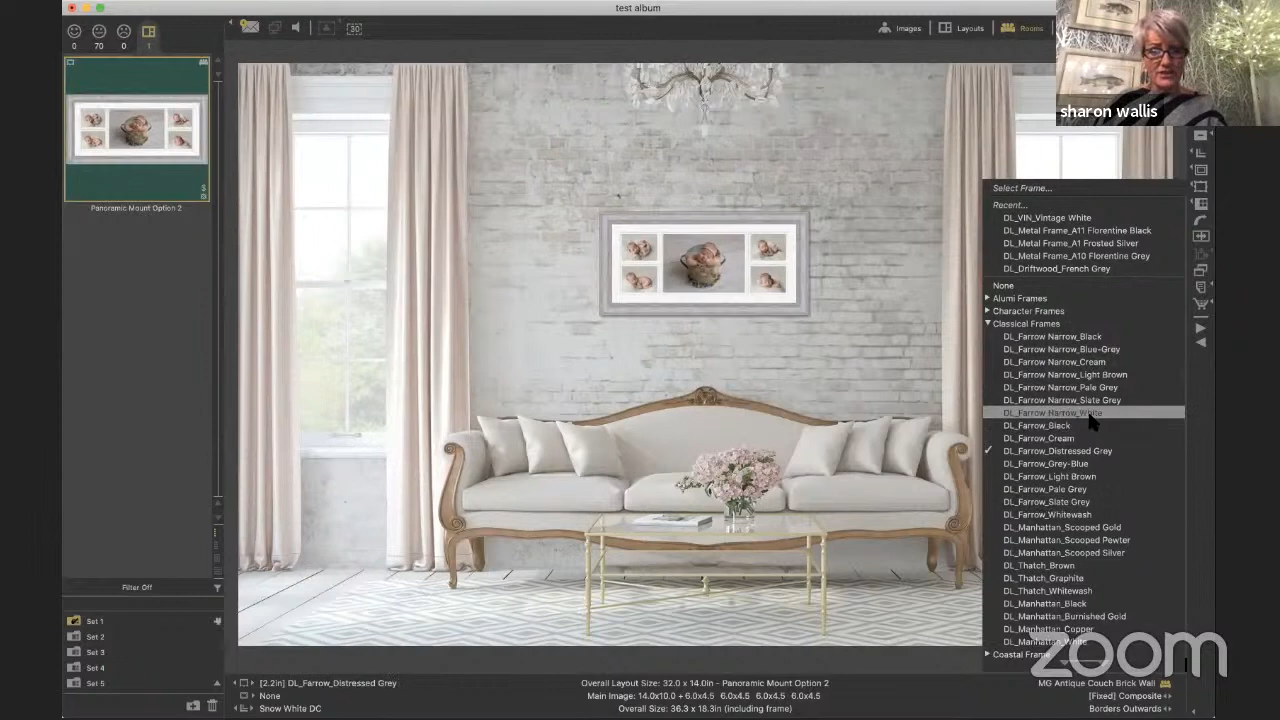 test album
0
70
0
1
30
Images
Layouts
Rooms
sharon wallis
Panoramic Mount Option 2
Select Frame...
Recent...
DL_VIN_Vintage White
DL_Metal Frame_A11 Florentine Black
DL_Metal Frame_A1 Frosted Silver
DL_Metal Frame_A10 Florentine Grey
DL_Driftwood_French Grey
None
Alumi Frames
Character Frames
Classical Frames
DL_Farrow Narrow_Black
DL_Farrow Narrow_Blue-Grey
DL_Farrow Narrow_Cream
DL_Farrow Narrow_Light Brown
DL_Farrow Narrow_Pale Grey
DL_Farrow Narrow_Slate Grey
DL_Farrow Narrow_White
DL_Farrow_Black
DL_Farrow_Cream
DL_Farrow_Distressed Grey
DL_Farrow_Grey-Blue
DL_Farrow_Light Brown
DL_Farrow_Pale Grey
DL_Farrow_Slate Grey
DL_Farrow_Whitewash
DL_Manhattan_Scooped Gold
DL_Manhattan_Scooped Pewter
DL_Manhattan_Scooped Silver
DL_Thatch_Brown
DL_Thatch_Graphite
DL_Thatch_Whitewash
DL_Manhattan_Black
DL_Manhattan_Burnished Gold
DL_Manhattan_Copper
DL_Manhattan_White
Coastal Frames
zoom
Filter Off
Set 1
Set 2
Set 3
Set 4
Set 5
[2.2in] DL_Farrow_Distressed Grey
None
Snow White DC
Overall Layout Size: 32.0 x 14.0in - Panoramic Mount Option 2
Main Image: 14.0x10.0 + 6.0x4.5 6.0x4.5 6.0x4.5 6.0x4.5
Overall Size: 36.3 x 18.3in (including frame)
MG Antique Couch Brick Wall
[Fixed] Composite
Borders Outwards